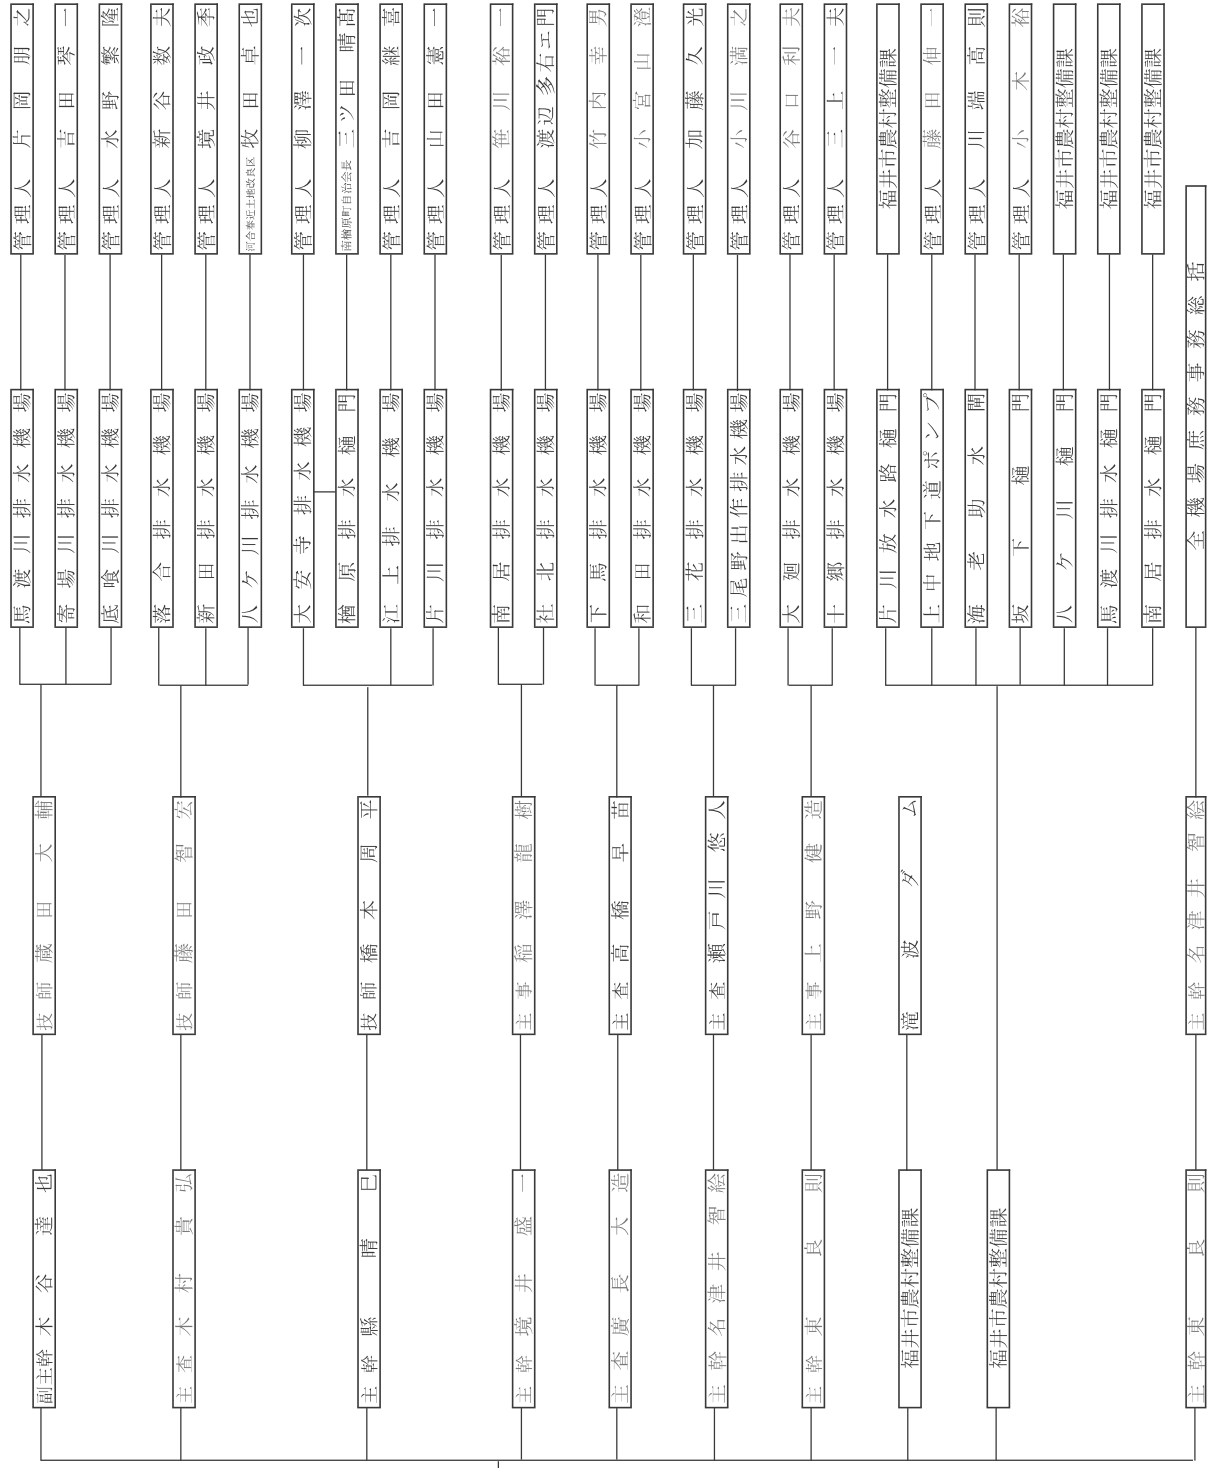 副主幹 木谷達也
技師 蔵田大輔
馬渡川排水機場
管理人 片岡朋之
寄場川排水機場
管理人 吉田琴一
底喰川排水機場
管理人 水野繁隆
主査 木村貴弘
技師 藤田智宏
落合排水機場
管理人 新谷数夫
新田排水機場
管理人 境井政季
八ケ川排水機場
河合春近土地改良区 牧田卓也
主幹 縣晴已
技師 橋本周平
大安寺排水機場
管理人 柳澤一次
楢原排水樋門
南楢原町自治会長 三ツ田晴髙
江上排水機場
管理人 吉岡継喜
片川排水機場
管理人 山田憲一
主幹 境井盛一
主事 稲澤龍樹
南居排水機場
管理人 笹川裕一
社北排水機場
管理人 渡辺多右エ門
主査 廣長大造
主査 高橋早苗
下馬排水機場
管理人 竹内幸男
和田排水機場
管理人 小宮山澄
主幹 名津井智絵
主査 瀬戸川悠人
三花排水機場
管理人 加藤久光
三尾野出作排水機場
管理人 小川満之
主幹 東良則
主事 上野健造
大廻排水機場
管理人 谷口利夫
十郷排水機場
管理人 三上一夫
福井市農村整備課
滝波ダム
福井市農村整備課
片川放水路樋門
福井市農村整備課
上中地下道ポンプ
管理人 藤田伸一
海老助水閘
管理人 川端高則
坂下樋門
管理人 小木裕
八ケ川樋門
福井市農村整備課
馬渡川排水樋門
福井市農村整備課
南居排水樋門
福井市農村整備課
主幹 東良則
主幹 名津井智絵
全機場庶務事務総括